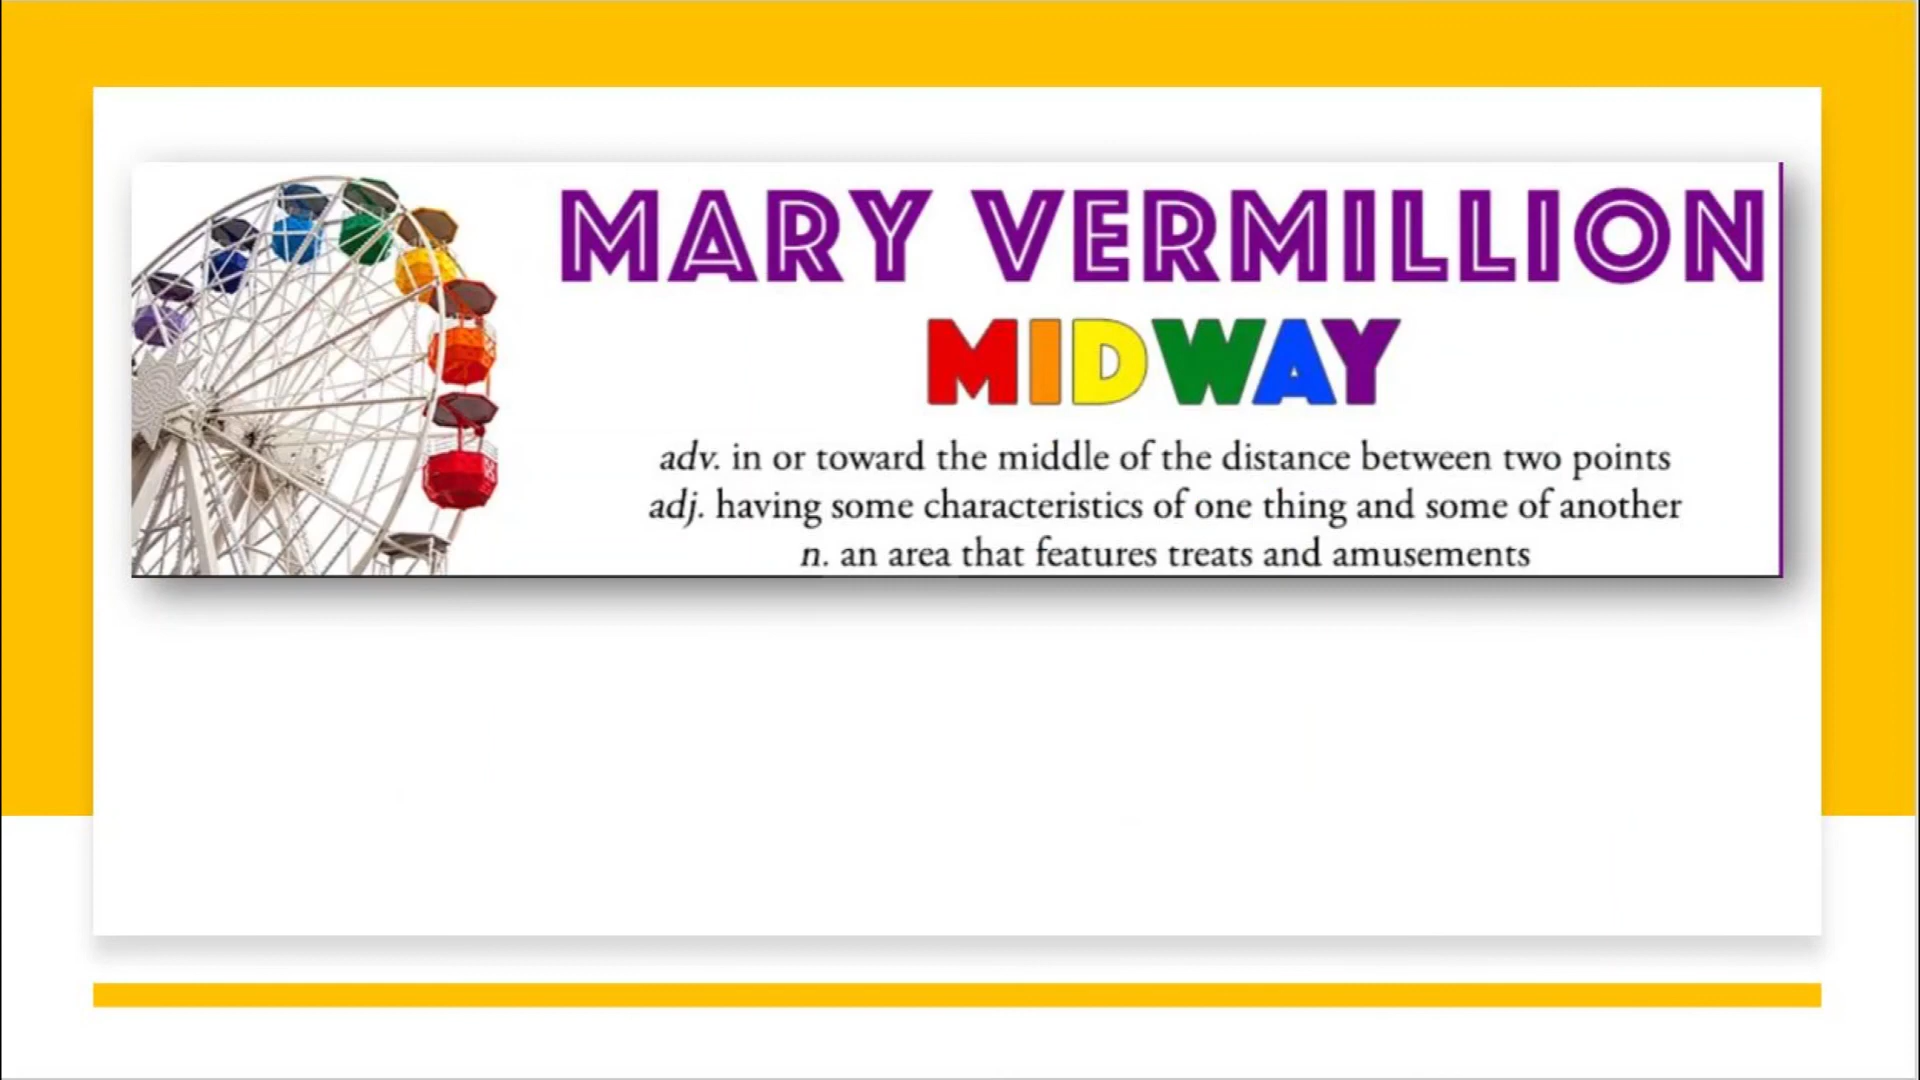 MARY VERMILLION
MIDWAY
adv. in or toward the middle of the distance between two points
adj. having some characteristics of one thing and some of another
n. an area that features treats and amusements